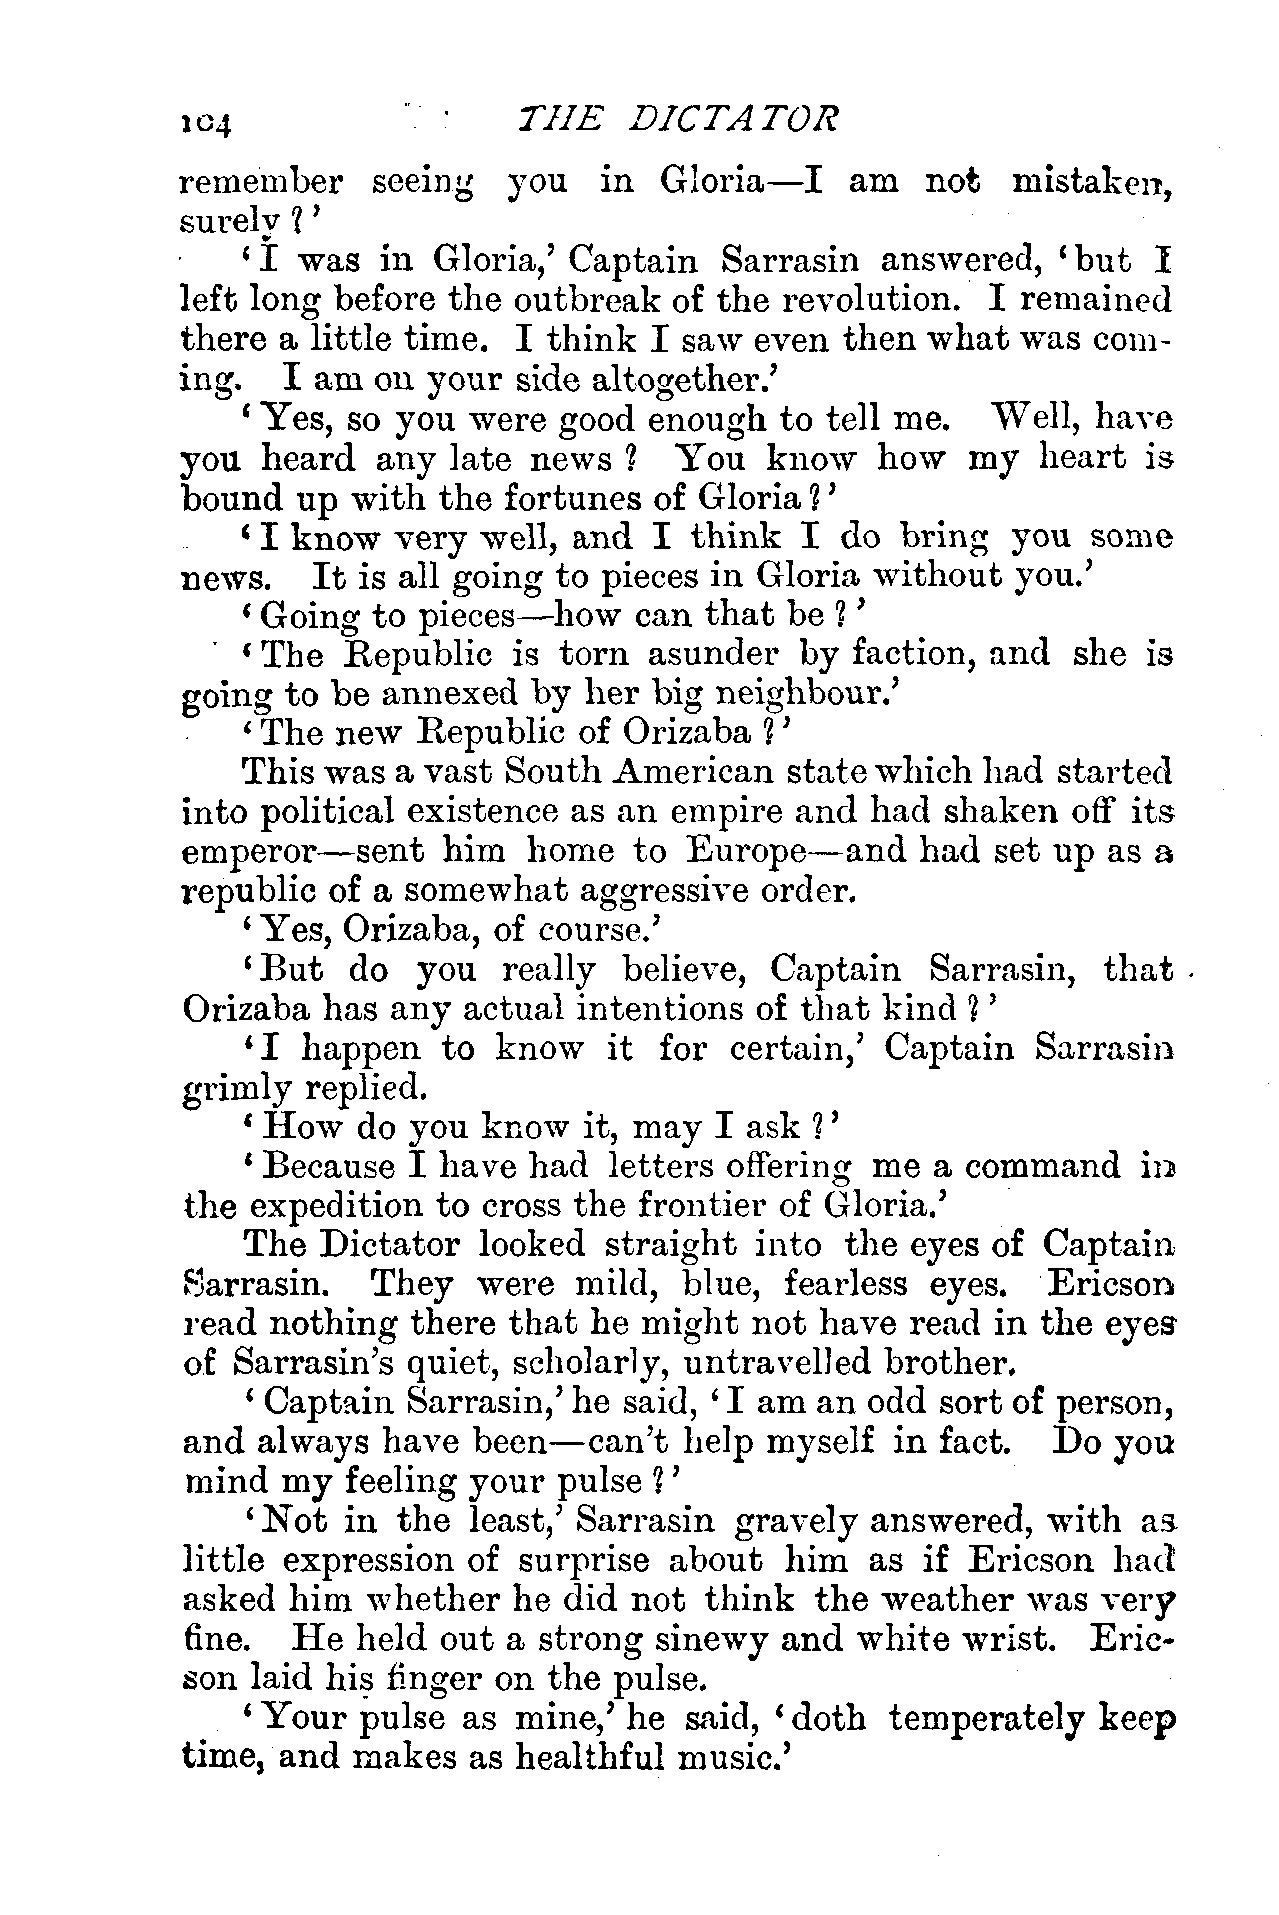 104 THE DICTATOR
remember seeing you in Gloria—I am not mistaken,
surely?’
‘I was in Gloria,’ Captain Sarrasin answered, ‘but I
left long before the outbreak of the revolution. I remained
there a little time. I think I saw even then what was com-
ing. I am on your side altogether.’
‘Yes, so you were good enough to tell me. Well, have
you heard any late news? You know how my heart is
bound up with the fortunes of Gloria?’
‘I know very well, and I think I do bring you some
news. It is all going to pieces in Gloria without you.’
‘Going to pieces—how can that be?’
‘The Republic is torn asunder by faction, and she is
going to be annexed by her big neighbour.’
‘The new Republic of Orizaba?’
This was a vast South American state which had started
into political existence as an empire and had shaken off its
emperor—sent him home to Europe—and had set up as a
republic of a somewhat aggressive order.
‘Yes, Orizaba, of course.’
‘But do you really believe, Captain Sarrasin, that
Orizaba has any actual intentions of that kind?’
‘I happen to know it for certain,’ Captain Sarrasin
grimly replied.
‘How do you know it, may I ask?’
‘Because I have had letters offering me a command in
the expedition to cross the frontier of Gloria.’
The Dictator looked straight into the eyes of Captain
Sarrasin. They were mild, blue, fearless eyes. Ericson
read nothing there that he might not have read in the eyes
of Sarrasin’s quiet, scholarly, untravelled brother.
‘Captain Sarrasin,’ he said, ‘I am an odd sort of person,
and always have been—can’t help myself in fact. Do you
mind my feeling your pulse?’
‘Not in the least,’ Sarrasin gravely answered, with as
little expression of surprise about him as if Ericson had
asked him whether he did not think the weather was very
fine. He held out a strong sinewy and white wrist. Eric-
son laid his finger on the pulse.
‘Your pulse as mine,’ he said, ‘doth temperately keep
time, and makes as healthful music.’